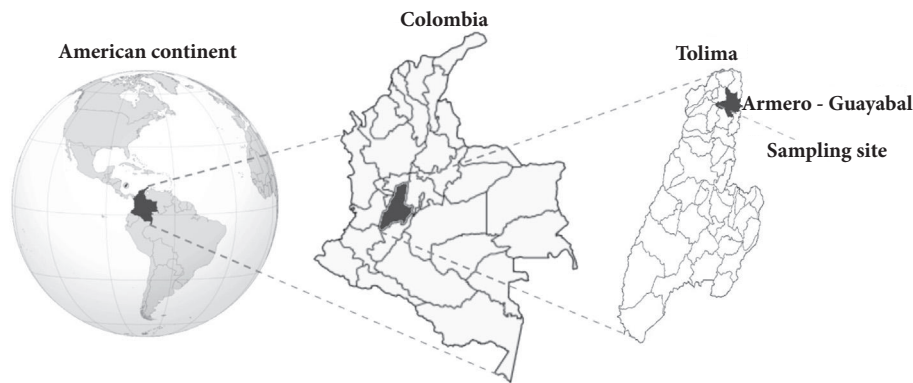 American continent
Colombia
Tolima
Armero - Guayabal
Sampling site